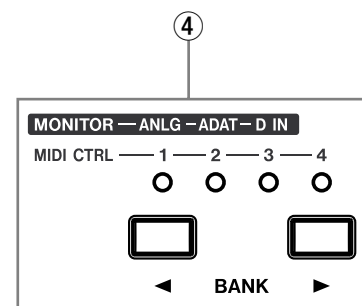 ④
MONITOR — ANLG – ADAT – D IN
MIDI CTRL — 1 — 2 — 3 — 4
◄ BANK ►